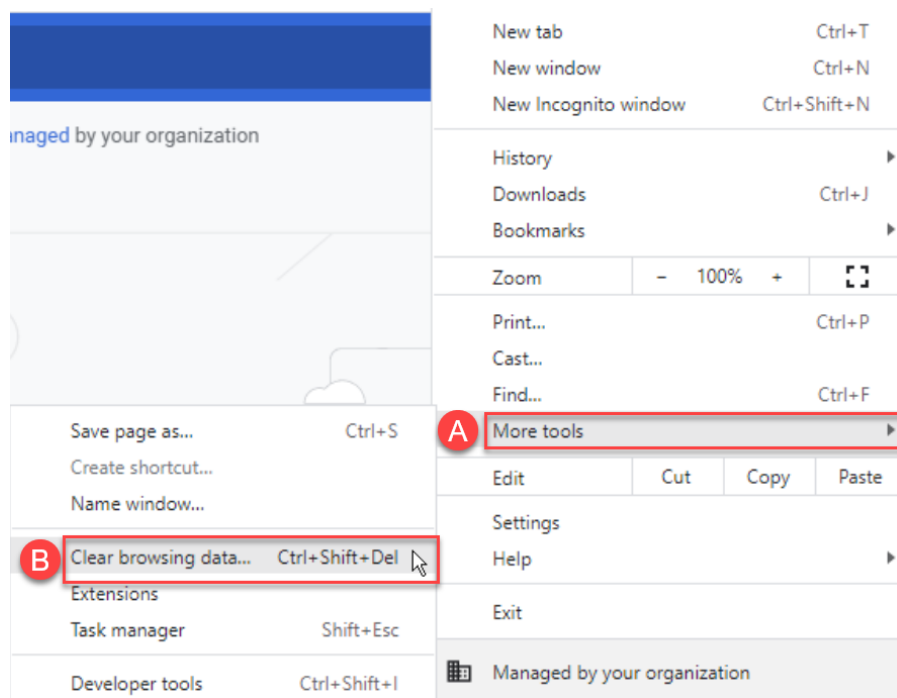 New tab Ctrl+T
New window Ctrl+N
New Incognito window Ctrl+Shift+N
managed by your organization
History
Downloads Ctrl+J
Bookmarks
Zoom - 100% +
Print... Ctrl+P
Cast...
Find... Ctrl+F
A More tools
Edit Cut Copy Paste
Settings
Help
Exit
Managed by your organization
Save page as... Ctrl+S
Create shortcut...
Name window...
B Clear browsing data... Ctrl+Shift+Del
Extensions
Task manager Shift+Esc
Developer tools Ctrl+Shift+I